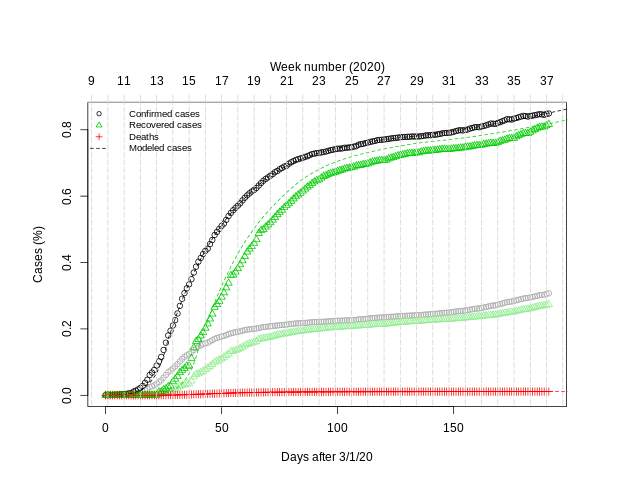 Week number (2020)
9 11 13 15 17 19 21 23 25 27 29 31 33 35 37
Confirmed cases
Recovered cases
Deaths
Modeled cases
Cases (%)
0.8
0.6
0.4
0.2
0.0
0 50 100 150
Days after 3/1/20